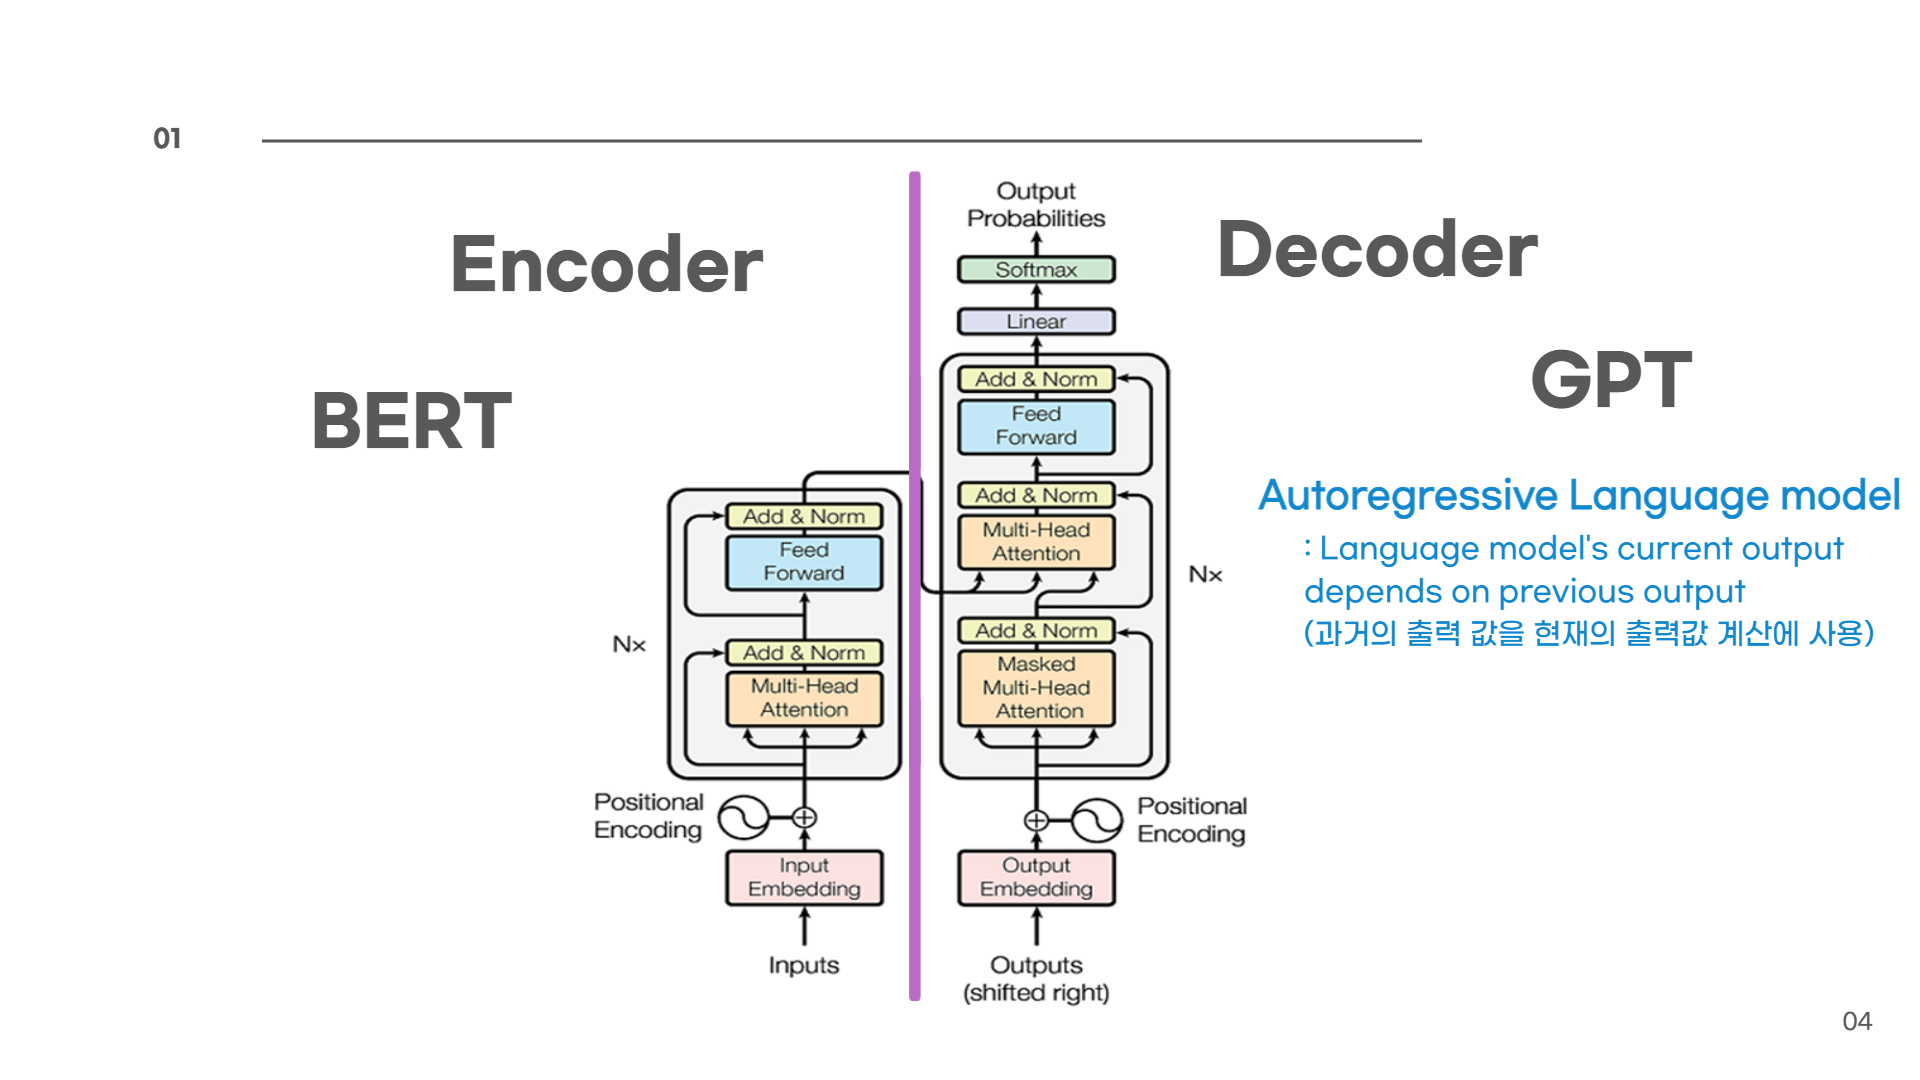 01
Encoder
BERT
Add & Norm
Feed
Forward
Nx
Add & Norm
Multi-Head
Attention
Positional
Encoding
Input
Embedding
Inputs
Output
Probabilities
Softmax
Linear
Add & Norm
Feed
Forward
Add & Norm
Multi-Head
Attention
Nx
Add & Norm
Masked
Multi-Head
Attention
Positional
Encoding
Output
Embedding
Outputs
(shifted right)
Decoder
GPT
Autoregressive Language model
: Language model's current output
depends on previous output
(과거의 출력 값을 현재의 출력값 계산에 사용)
04